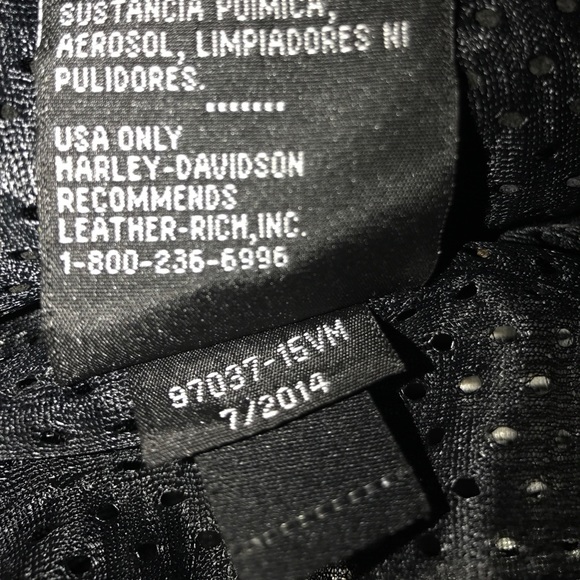 SUSTANCIA PUIMICA,
AEROSOL, LIMPIADORES NI
PULIDORES.
USA ONLY
HARLEY-DAVIDSON
RECOMMENDS
LEATHER-RICH,INC.
1-800-236-6996
97037-15VM
7/2014